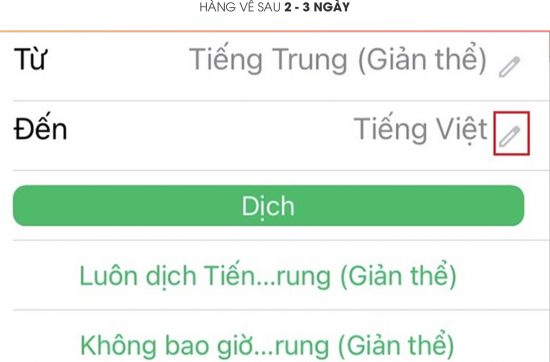 HÀNG VỀ SAU 2 - 3 NGÀY
Từ Tiếng Trung (Giản thể)
Đến Tiếng Việt
Dịch
Luôn dịch Tiến...rung (Giản thể)
Không bao giờ...rung (Giản thể)